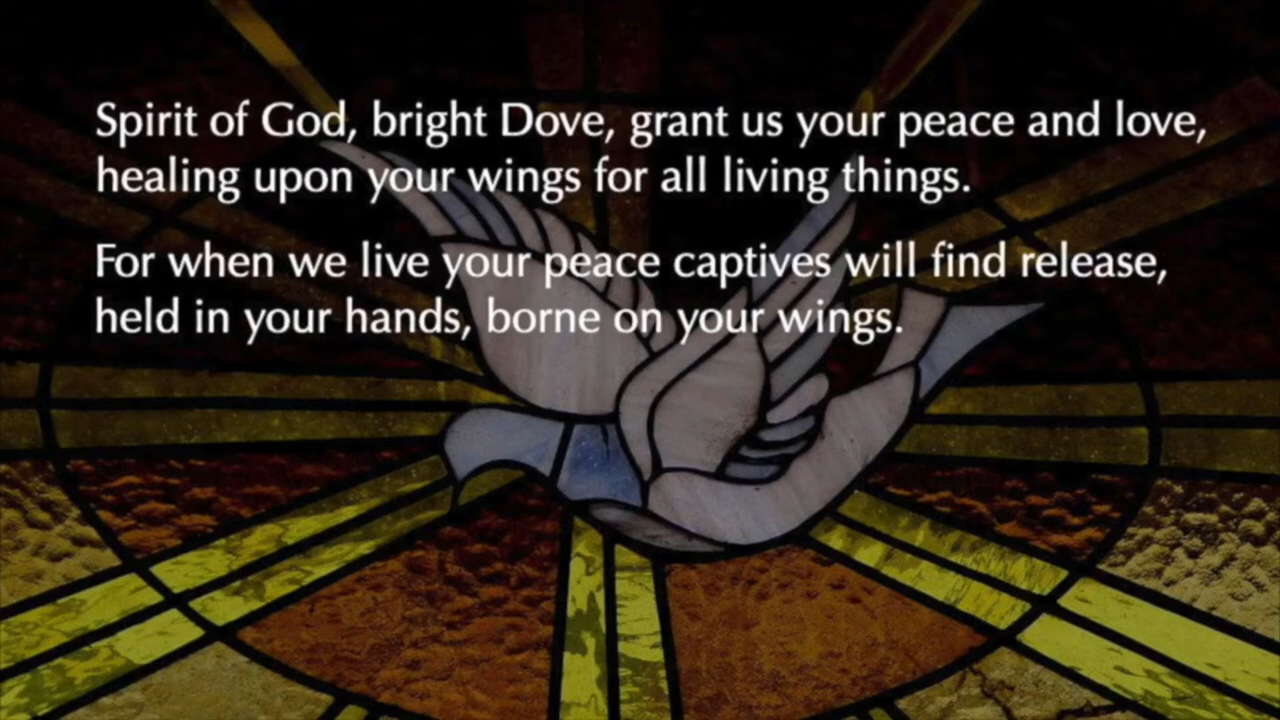 Spirit of God, bright Dove, grant us your peace and love,
healing upon your wings for all living things.
For when we live your peace captives will find release,
held in your hands, borne on your wings.